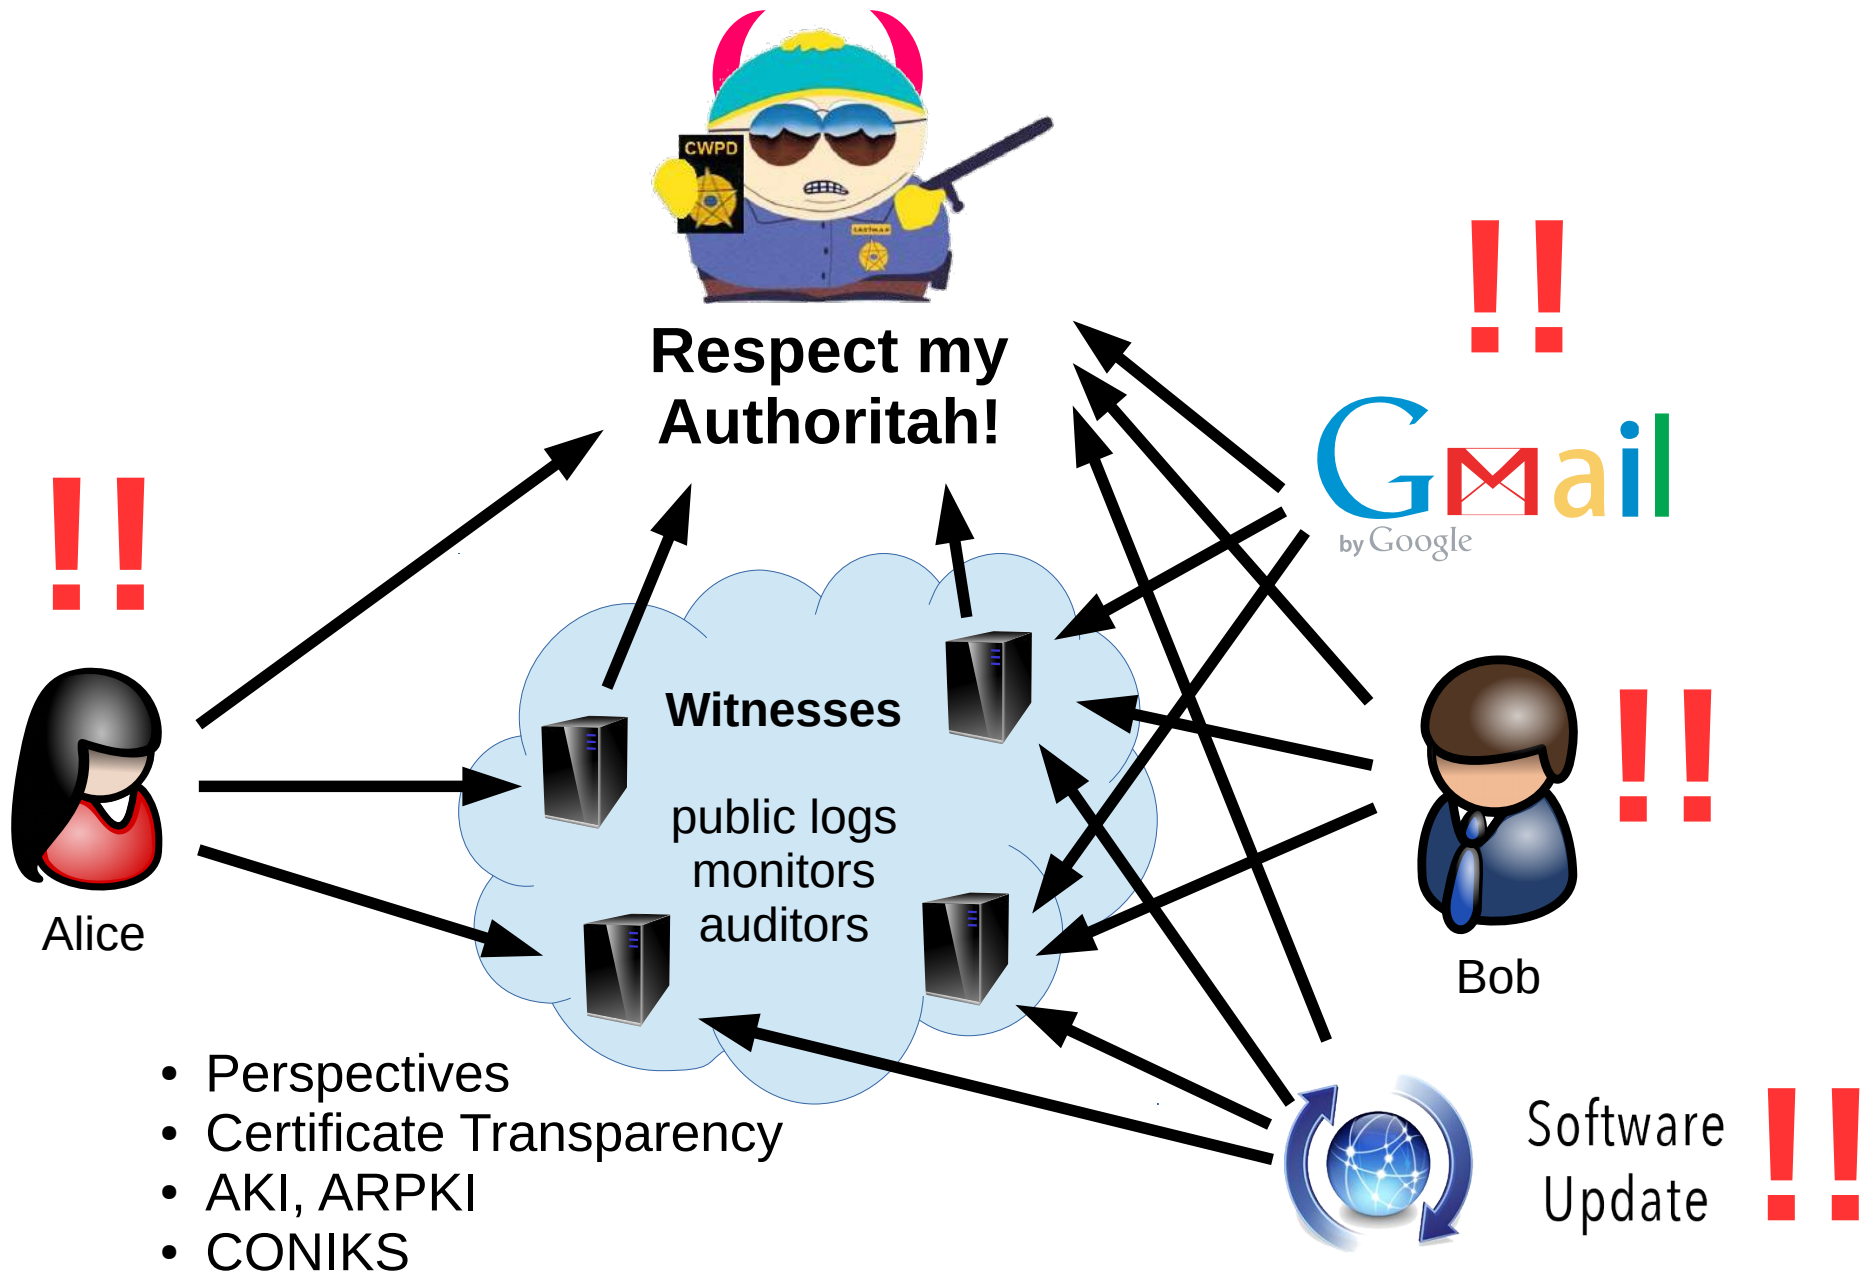 CWPD
Respect my
Authoritah!
!!
Gmail
by Google
!!
Witnesses
public logs
monitors
auditors
!!
Alice
Bob
• Perspectives
• Certificate Transparency
• AKI, ARPKI
• CONIKS
Software
Update
!!